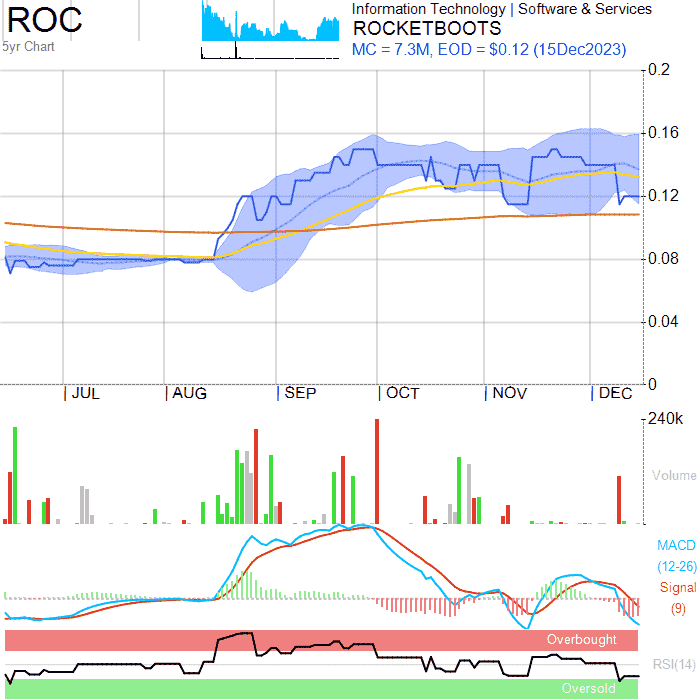 ROC
5yr Chart
Information Technology | Software & Services
ROCKETBOOTS
MC = 7.3M, EOD = $0.12 (15Dec2023)
0.2
0.16
0.12
0.08
0.04
0
JUL AUG SEP OCT NOV DEC
240k
Volume
MACD
(12-26)
Signal
(9)
Overbought
RSI(14)
Oversold